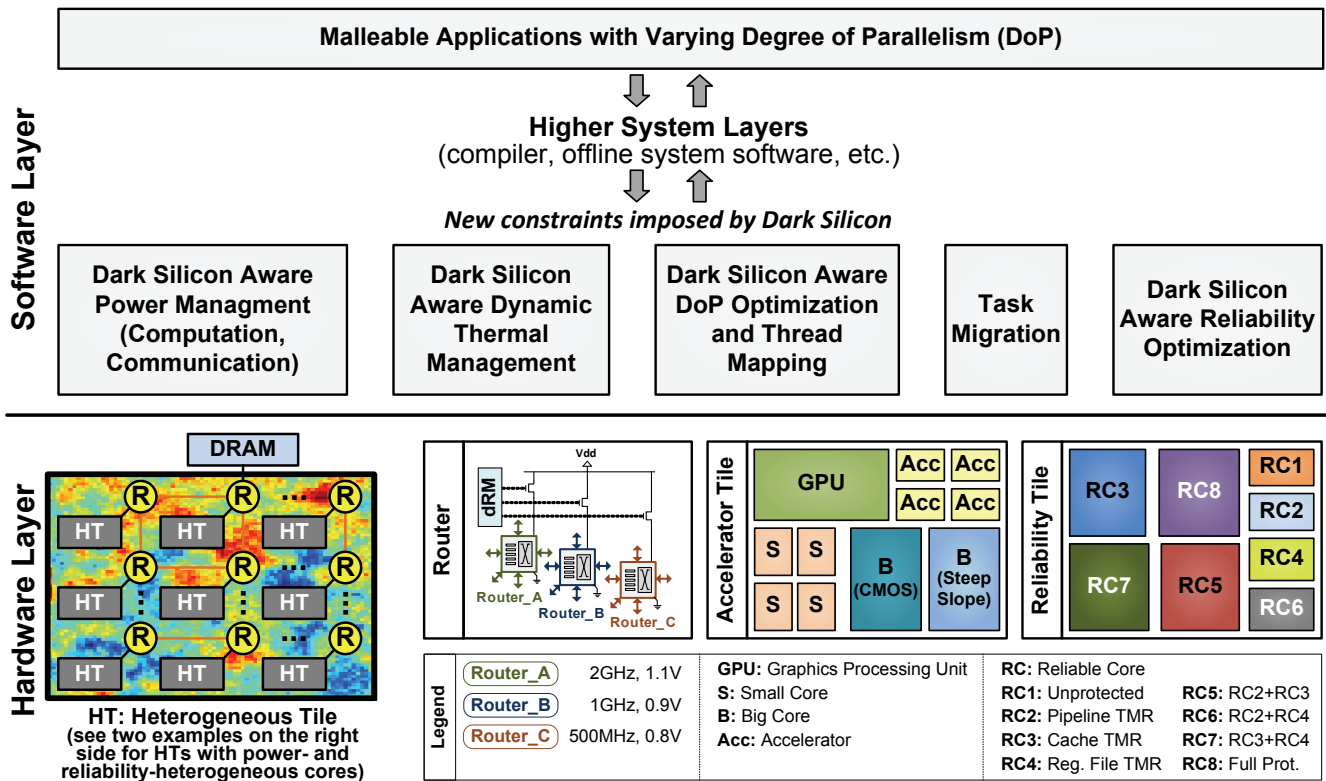 Software Layer
Malleable Applications with Varying Degree of Parallelism (DoP)
Higher System Layers
(compiler, offline system software, etc.)
New constraints imposed by Dark Silicon
Dark Silicon Aware
Power Managment
(Computation,
Communication)
Dark Silicon
Aware Dynamic
Thermal
Management
Dark Silicon Aware
DoP Optimization
and Thread
Mapping
Task
Migration
Dark Silicon
Aware Reliability
Optimization
Hardware Layer
DRAM
R R ... R
HT HT HT
R R R
HT HT HT
R R ... R
HT HT HT
HT: Heterogeneous Tile
(see two examples on the right
side for HTs with power- and
reliability-heterogeneous cores)
Router
Vdd
dRM
Router_A
Router_B
Router_C
Accelerator Tile
GPU
Acc Acc
Acc Acc
S S
S S
B
(CMOS)
B
(Steep
Slope)
Reliability Tile
RC3
RC8
RC7
RC5
RC1
RC2
RC4
RC6
Legend
Router_A 2GHz, 1.1V
Router_B 1GHz, 0.9V
Router_C 500MHz, 0.8V
GPU: Graphics Processing Unit
S: Small Core
B: Big Core
Acc: Accelerator
RC: Reliable Core
RC1: Unprotected
RC2: Pipeline TMR
RC3: Cache TMR
RC4: Reg. File TMR
RC5: RC2+RC3
RC6: RC2+RC4
RC7: RC3+RC4
RC8: Full Prot.